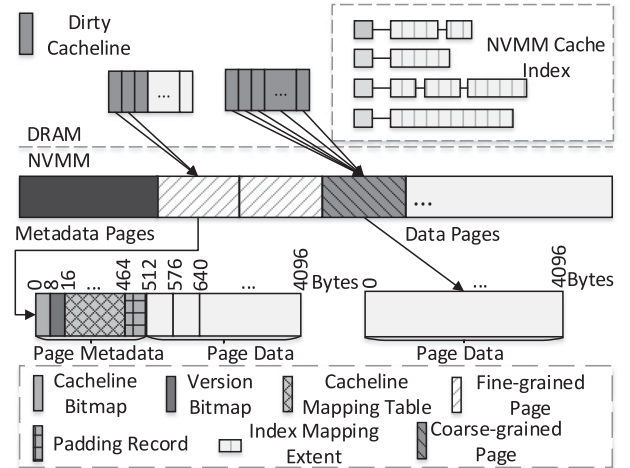 Dirty
Cacheline
NVMM Cache
Index
...
...
DRAM
NVMM
...
Metadata Pages
Data Pages
0 8 16 ... 464 512 576 640 4096 Bytes
0 ... 4096 Bytes
Page Metadata
Page Data
Page Data
Cacheline
Bitmap
Version
Bitmap
Cacheline
Mapping Table
Fine-grained
Page
Padding Record
Index Mapping
Extent
Coarse-grained
Page